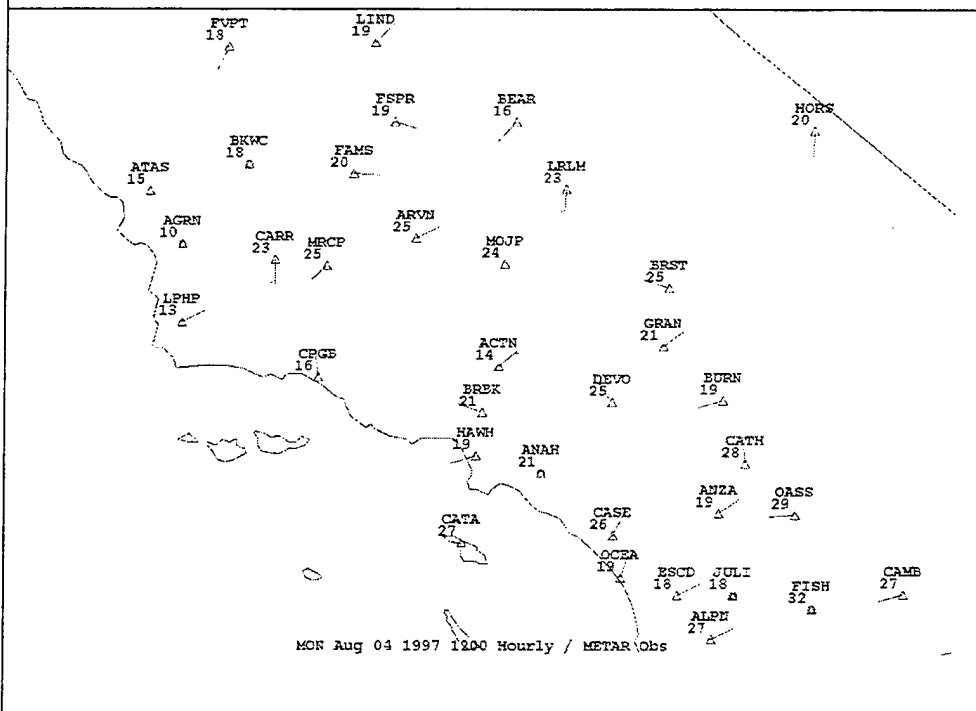 LIND
19
FVPT
18
FSPR
19
BEAR
16
HORS
20
BKWC
18
FAMS
20
ATAS
15
LRLM
23
AGRN
10
ARVN
25
CARR
23
MRCP
25
MOJP
24
BRST
25
LPHP
13
GRAN
21
ACTN
14
CPGB
16
DEVO
25
BURN
19
BRBK
21
HAWH
19
ANAH
21
CATH
28
ANZA
19
OASS
29
CATA
27
CASE
26
OCEA
19
ESCD
18
JULI
18
FISH
32
CAMB
27
ALPN
27
MON Aug 04 1997 1200 Hourly / METAR Obs